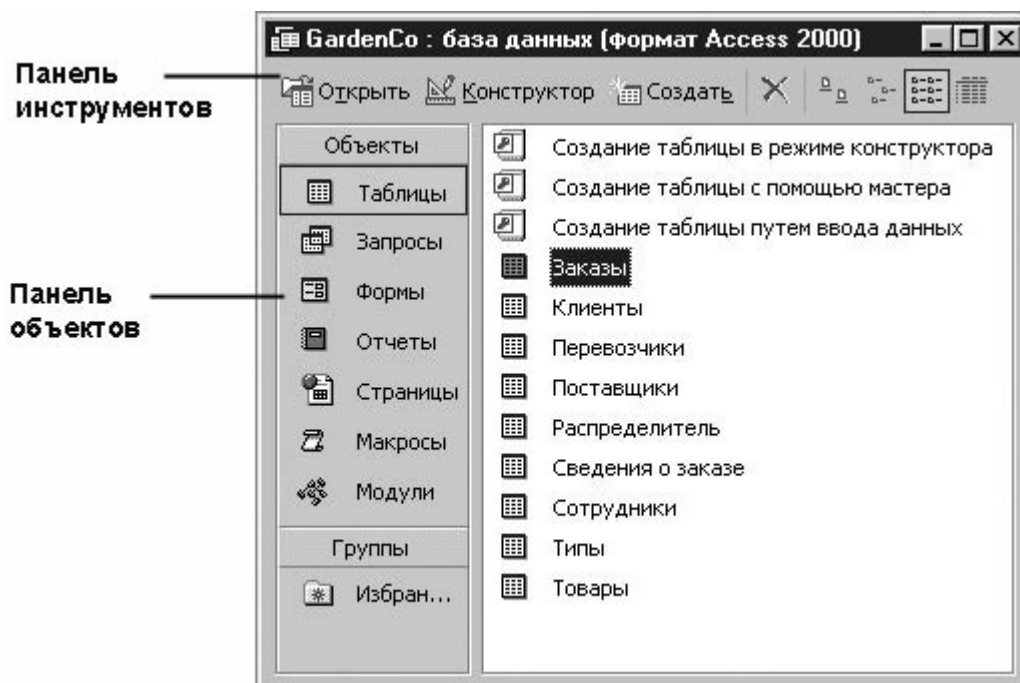 GardenCo : база данных (формат Access 2000)
Панель
инструментов
Открыть Конструктор Создать
Объекты
Таблицы
Запросы
Формы
Отчеты
Страницы
Макросы
Модули
Группы
Избран...
Панель
объектов
Создание таблицы в режиме конструктора
Создание таблицы с помощью мастера
Создание таблицы путем ввода данных
Заказы
Клиенты
Перевозчики
Поставщики
Распределитель
Сведения о заказе
Сотрудники
Типы
Товары